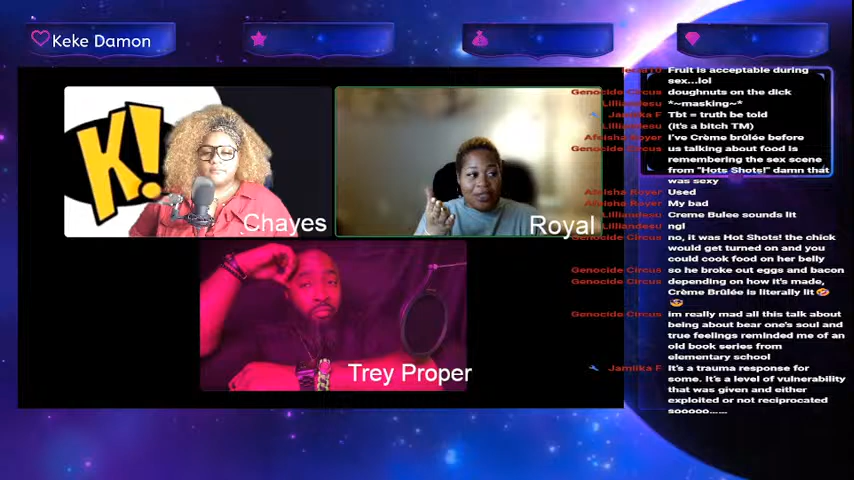 Keke Damon
K!
Chayes
Royal
Trey Proper
Fruit is acceptable during
sex...lol
Genocide Circus doughnuts on the dick
Lilliandesu *~masking~*
Jamiika F Tbt = truth be told
Lilliandesu (it's a bitch TM)
Afeisha Royer I've Crème brûlée before
Genocide Circus us talking about food is
remembering the sex scene
from "Hots Shots!" damn that
was sexy
Afeisha Royer Used
Afeisha Royer My bad
Lilliandesu Creme Bulee sounds lit
Lilliandesu ngl
Genocide Circus no, it was Hot Shots! the chick
would get turned on and you
could cook food on her belly
Genocide Circus so he broke out eggs and bacon
Genocide Circus depending on how it's made,
Crème Brûlée is literally lit 🤣
Genocide Circus im really mad all this talk about
being about bear one's soul and
true feelings reminded me of an
old book series from
elementary school
Jamiika F It's a trauma response for
some. It's a level of vulnerability
that was given and either
exploited or not reciprocated
sooooo......